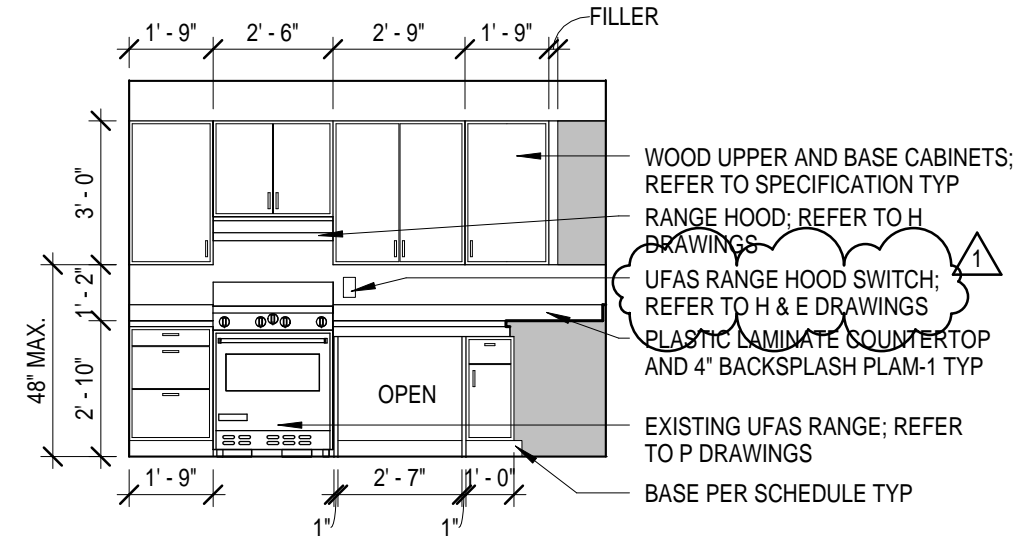 FILLER
1' - 9"
2' - 6"
2' - 9"
1' - 9"
3' - 0"
1' - 2"
2' - 10"
48" MAX.
WOOD UPPER AND BASE CABINETS;
REFER TO SPECIFICATION TYP
RANGE HOOD; REFER TO H
DRAWINGS
1
UFAS RANGE HOOD SWITCH;
REFER TO H & E DRAWINGS
PLASTIC LAMINATE COUNTERTOP
AND 4" BACKSPLASH PLAM-1 TYP
OPEN
EXISTING UFAS RANGE; REFER
TO P DRAWINGS
BASE PER SCHEDULE TYP
1' - 9"
2' - 7"
1' - 0"
1"
1"